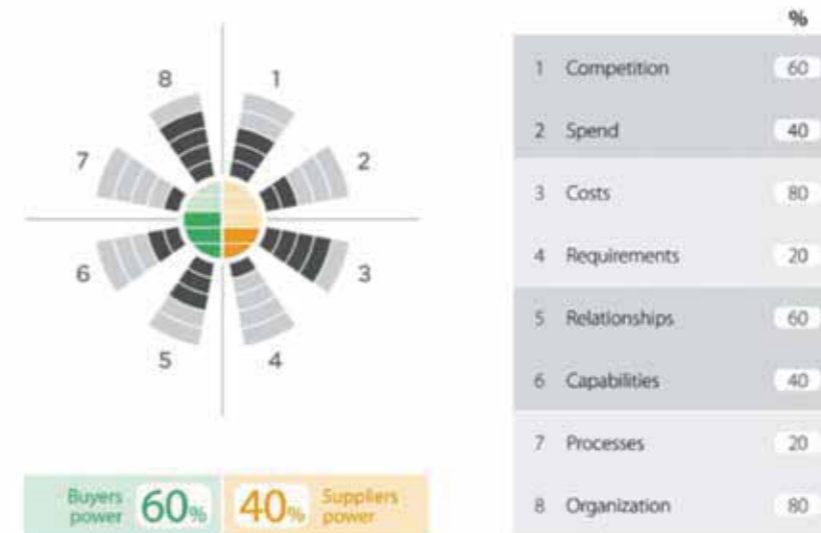 8
1
7
2
6
3
5
4
Buyers power 60%
40% Suppliers power
%
1 Competition 60
2 Spend 40
3 Costs 80
4 Requirements 20
5 Relationships 60
6 Capabilities 40
7 Processes 20
8 Organization 80